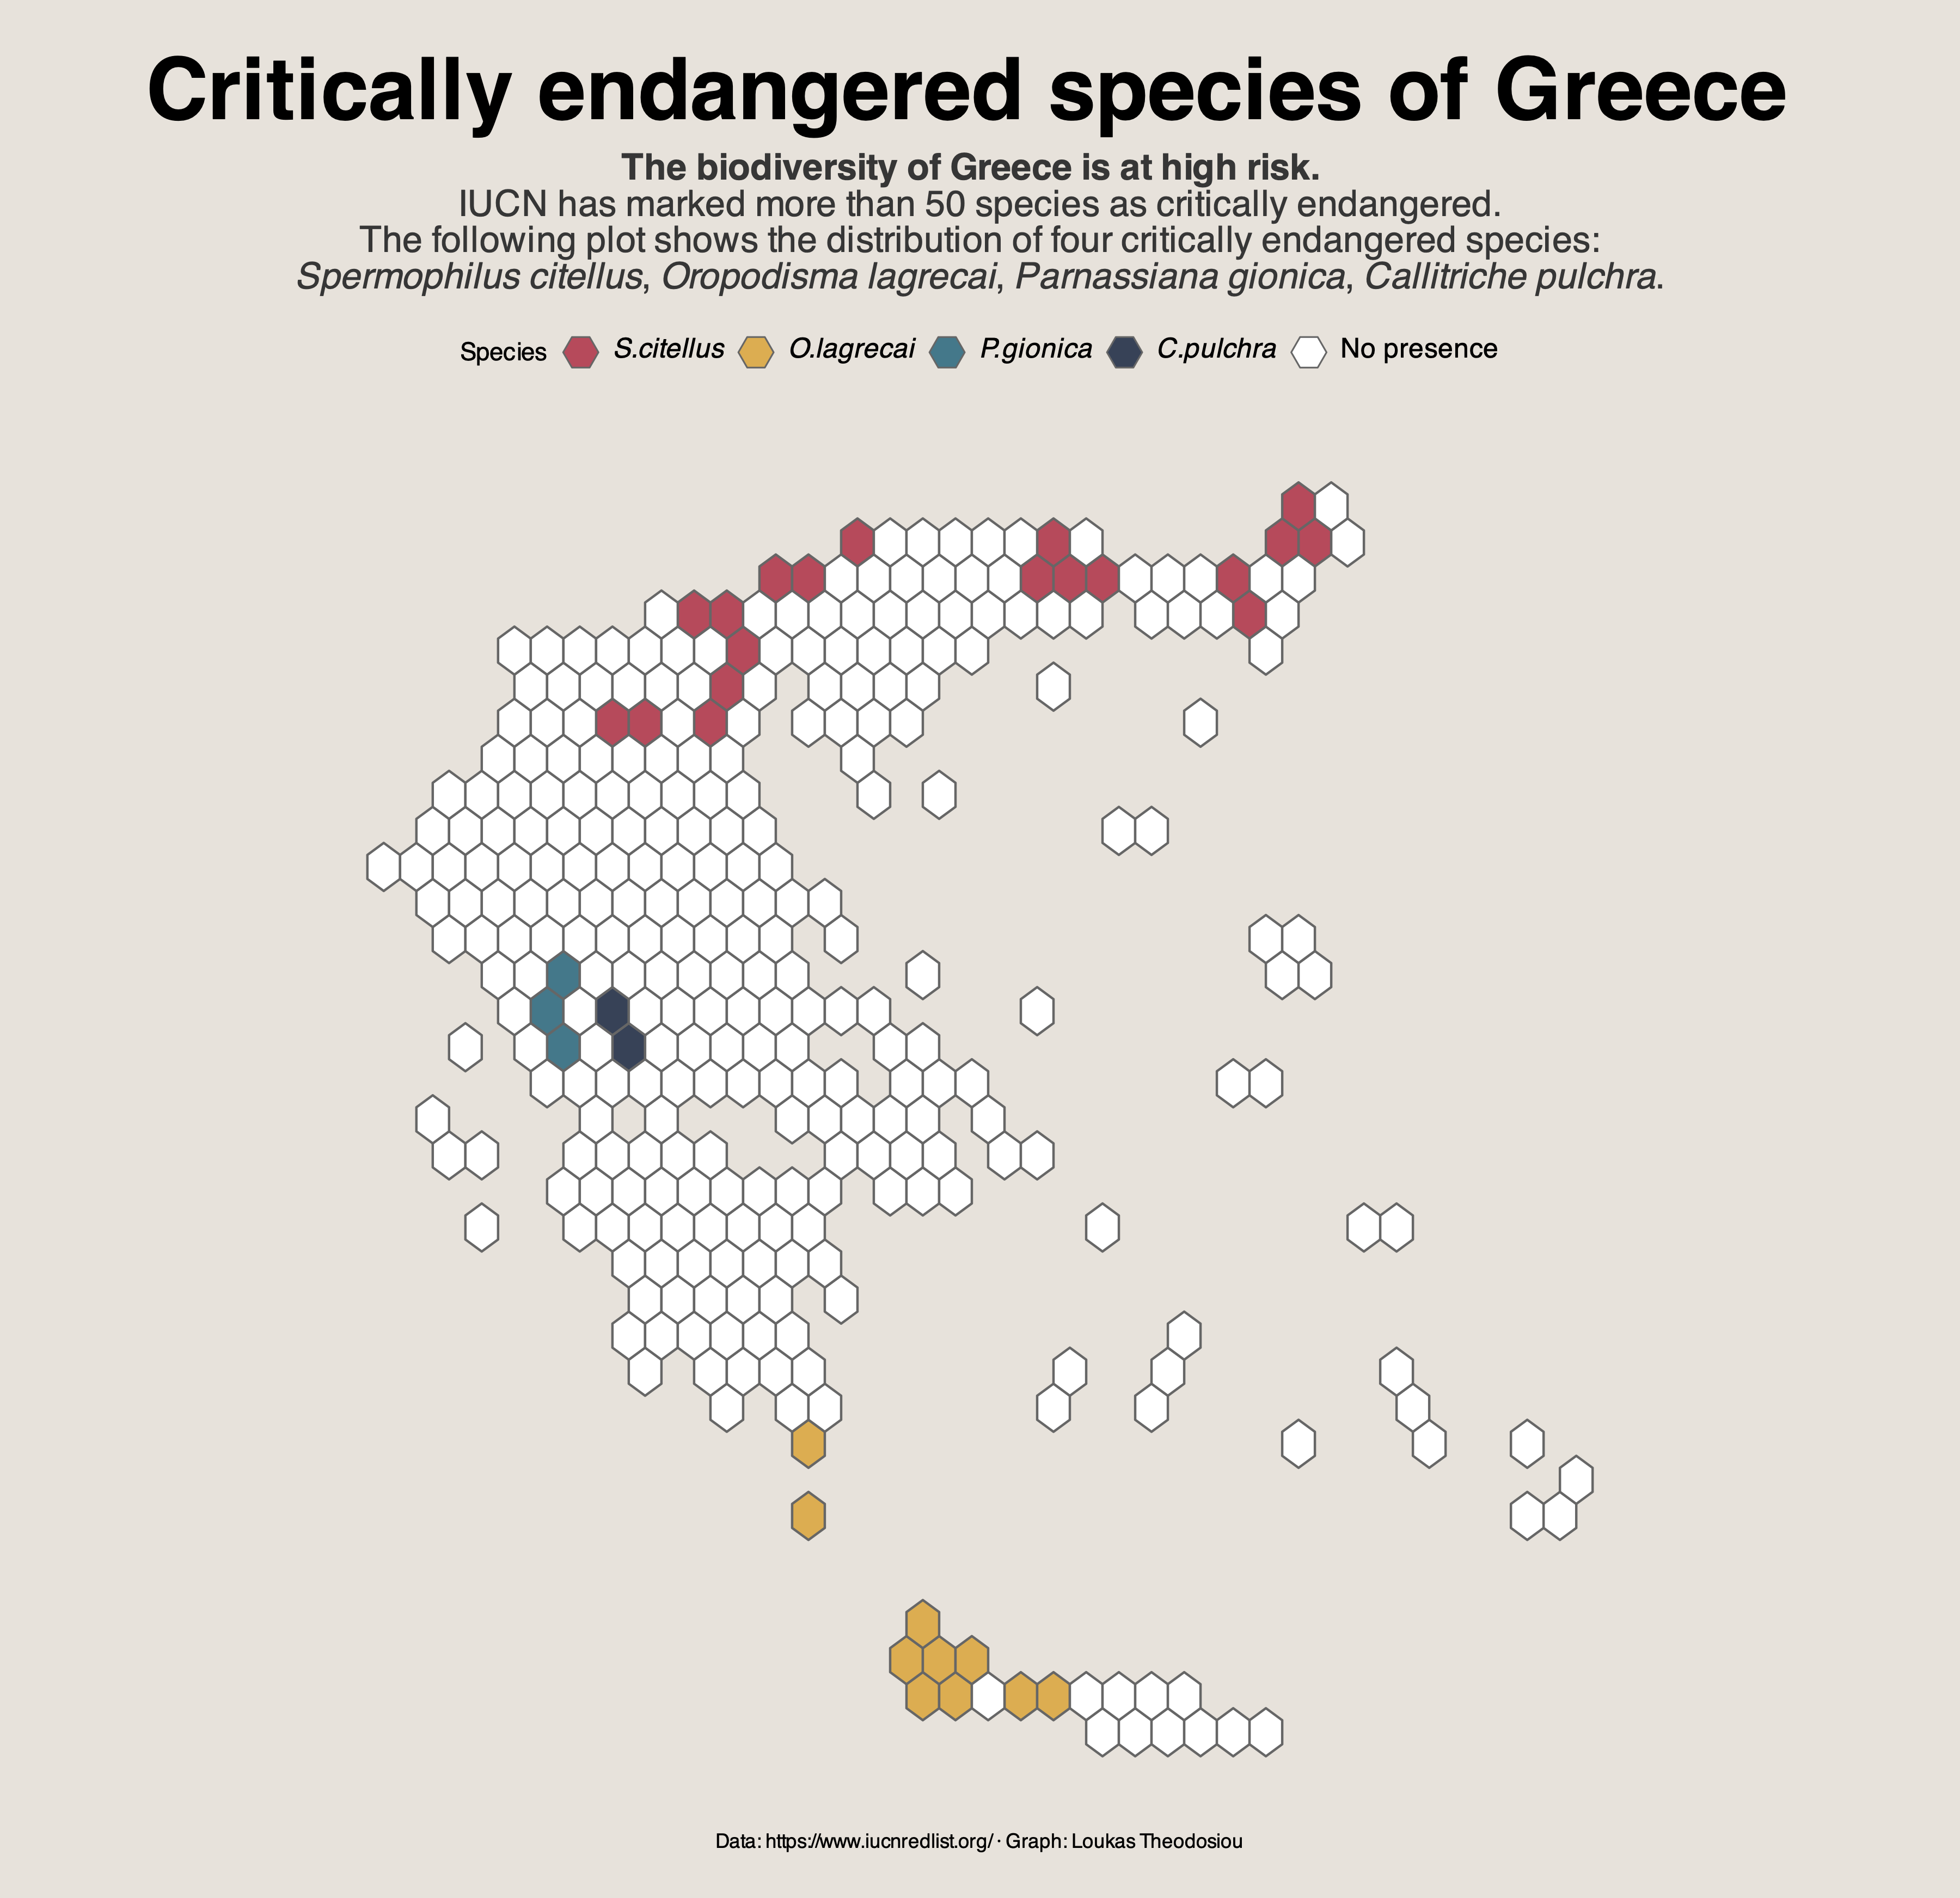 Critically endangered species of Greece
The biodiversity of Greece is at high risk.
IUCN has marked more than 50 species as critically endangered.
The following plot shows the distribution of four critically endangered species:
Spermophilus citellus, Oropodisma lagrecai, Parnassiana gionica, Callitriche pulchra.
Species S.citellus O.lagrecai P.gionica C.pulchra No presence
Data: https://www.iucnredlist.org/ · Graph: Loukas Theodosiou